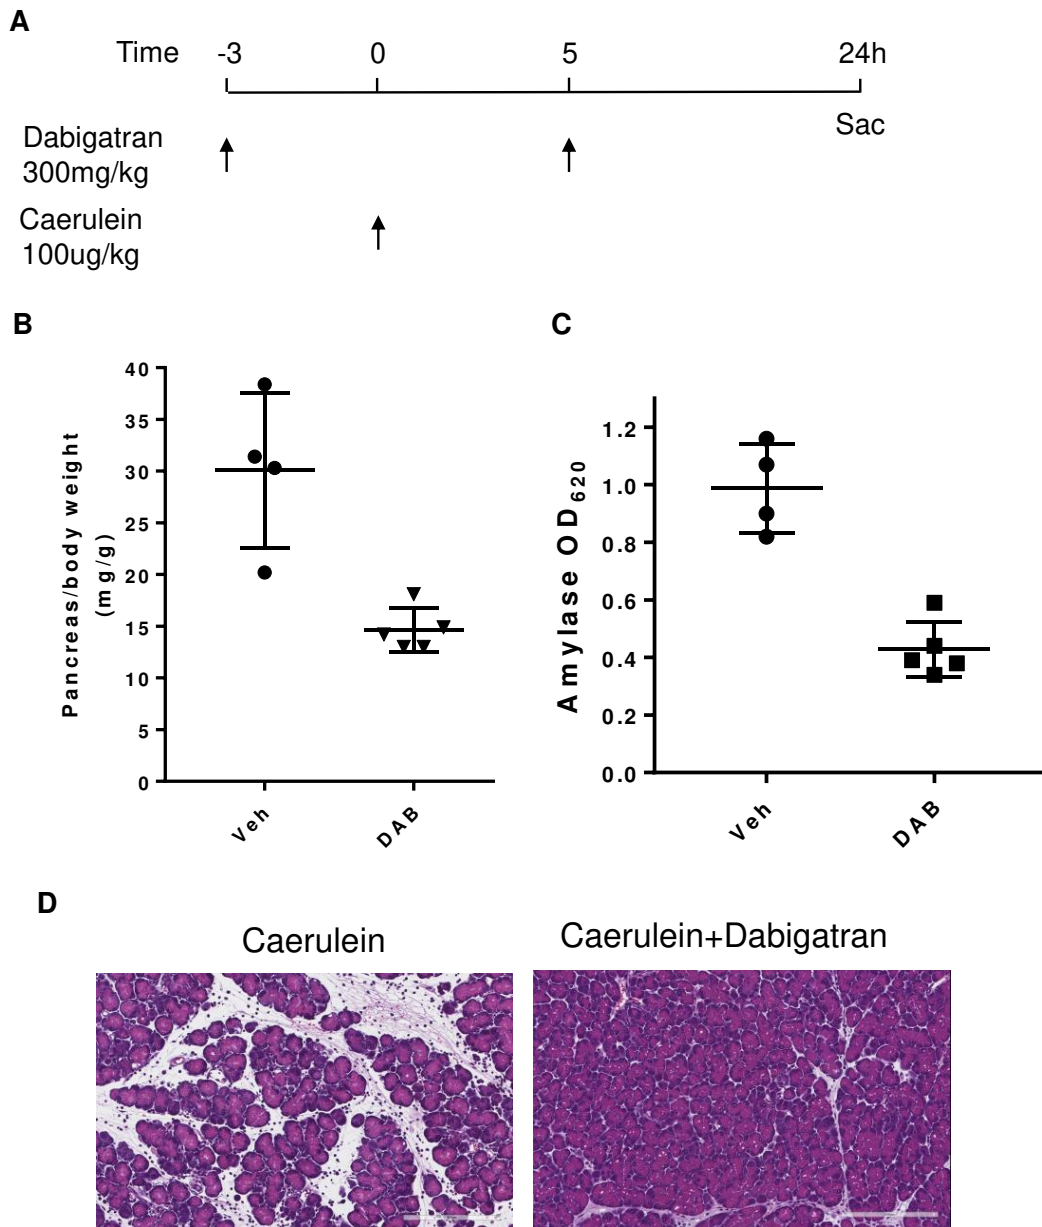 A
Time -3 0 5 24h
Sac
Dabigatran
300mg/kg
Caerulein
100ug/kg
B
40
35
30
25
20
15
10
5
0
Pancreas/body weight
(mg/g)
Veh
DAB
C
1.2
1.0
0.8
0.6
0.4
0.2
0.0
Amylase OD620
Veh
DAB
D
Caerulein
Caerulein+Dabigatran